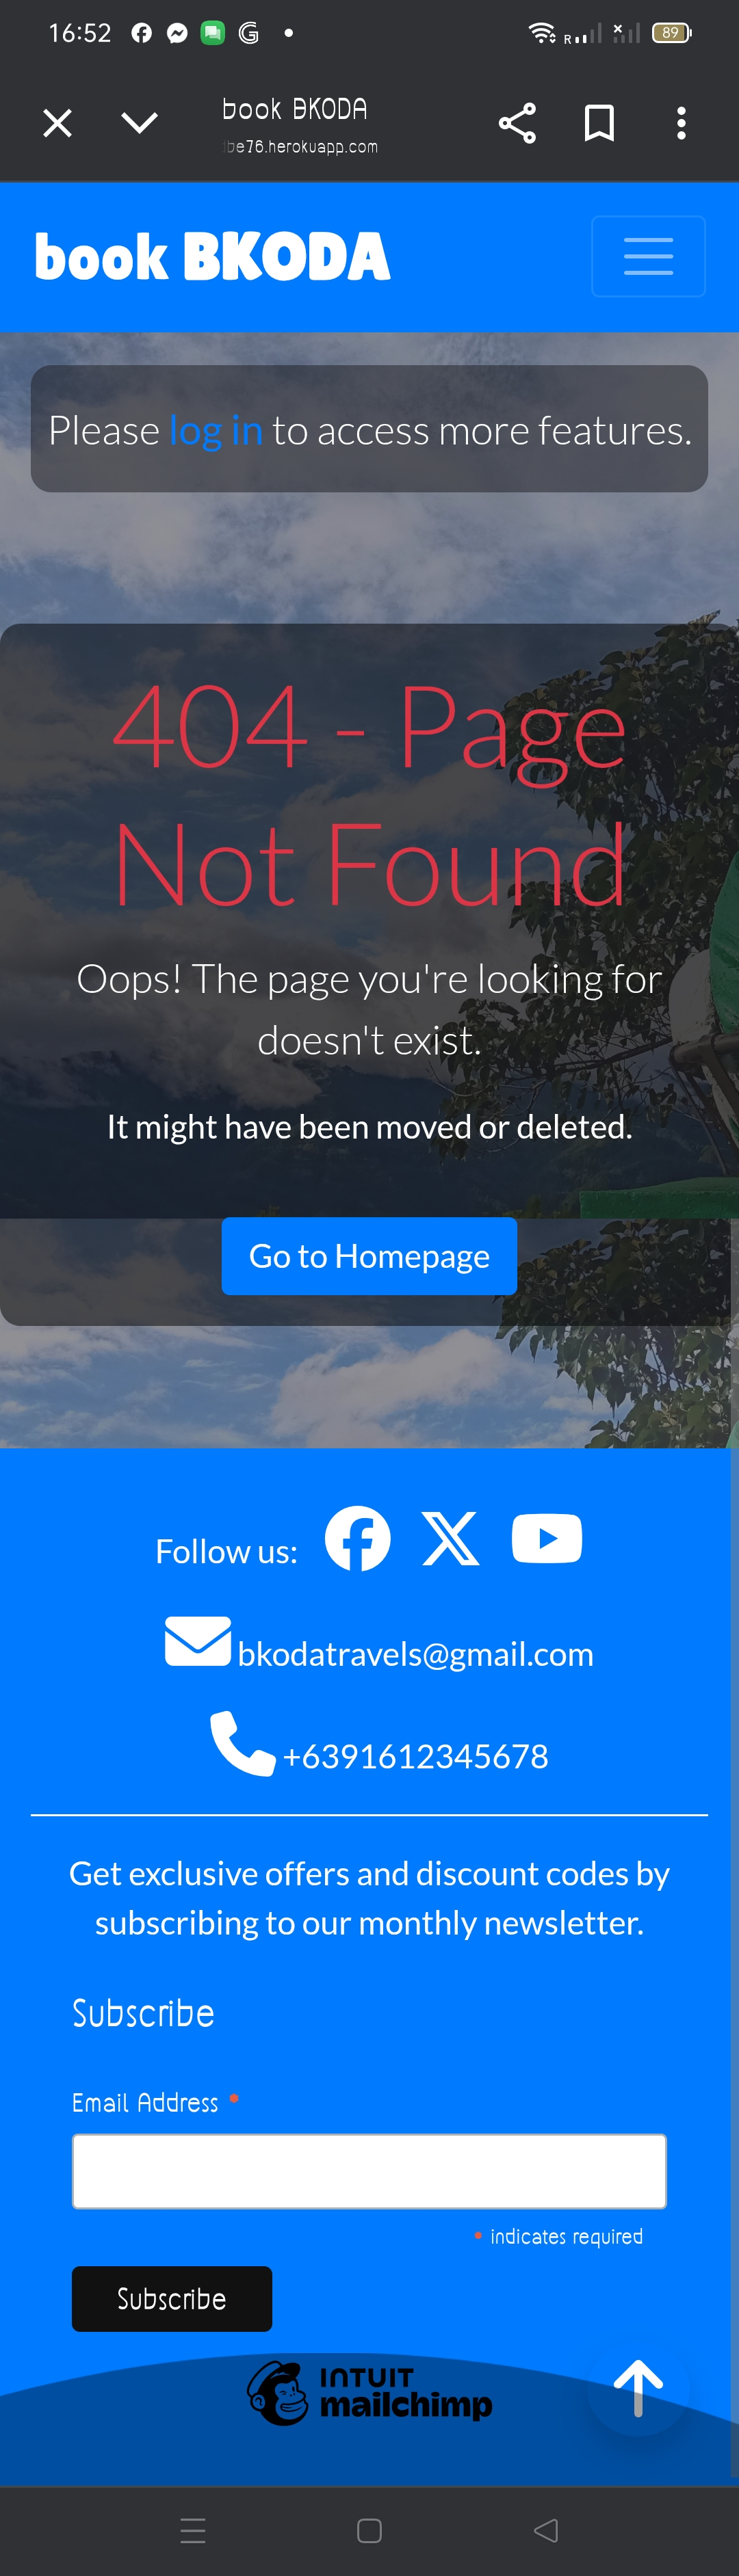 16:52
R
89
book BKODA
be76.herokuapp.com
book BKODA
Please log in to access more features.
404 - Page
Not Found
Oops! The page you're looking for
doesn't exist.
It might have been moved or deleted.
Go to Homepage
Follow us:
bkodatravels@gmail.com
+6391612345678
Get exclusive offers and discount codes by
subscribing to our monthly newsletter.
Subscribe
Email Address *
* indicates required
Subscribe
INTUIT
mailchimp